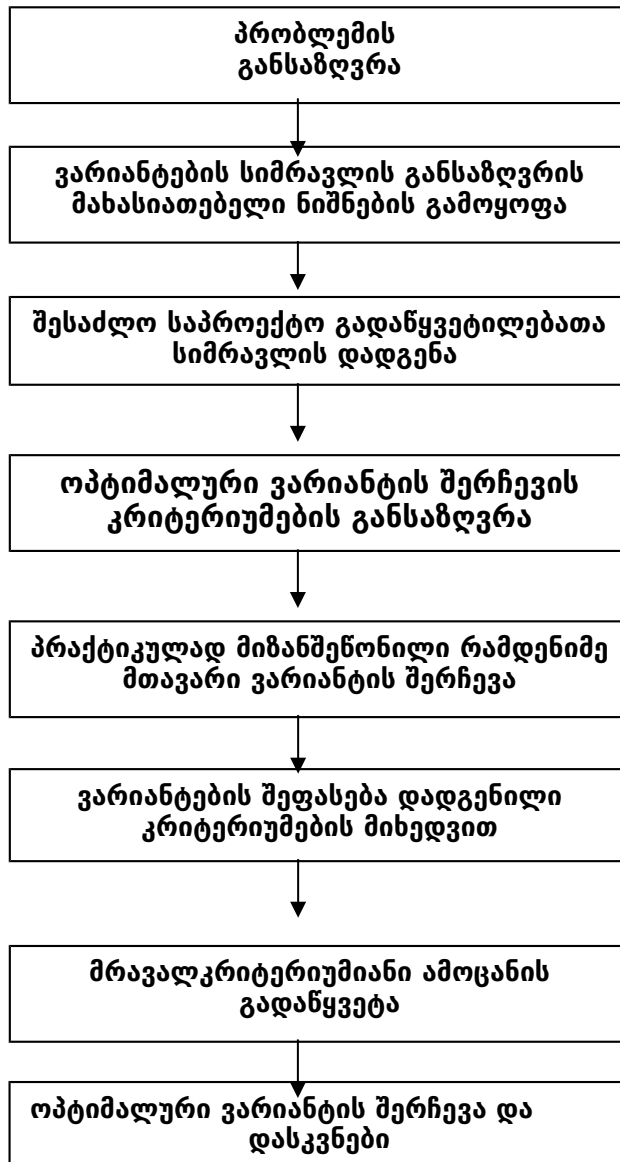 პრობლემის
განსაზღვრა
ვარიანტების სიმრავლის განსაზღვრის
მახასიათებელი ნიშნების გამოყოფა
შესაძლო საპროექტო გადაწყვეტილებათა
სიმრავლის დადგენა
ოპტიმალური ვარიანტის შერჩევის
კრიტერიუმების განსაზღვრა
პრაქტიკულად მიზანშეწონილი რამდენიმე
მთავარი ვარიანტის შერჩევა
ვარიანტების შეფასება დადგენილი
კრიტერიუმების მიხედვით
მრავალკრიტერიუმიანი ამოცანის
გადაწყვეტა
ოპტიმალური ვარიანტის შერჩევა და
დასკვნები